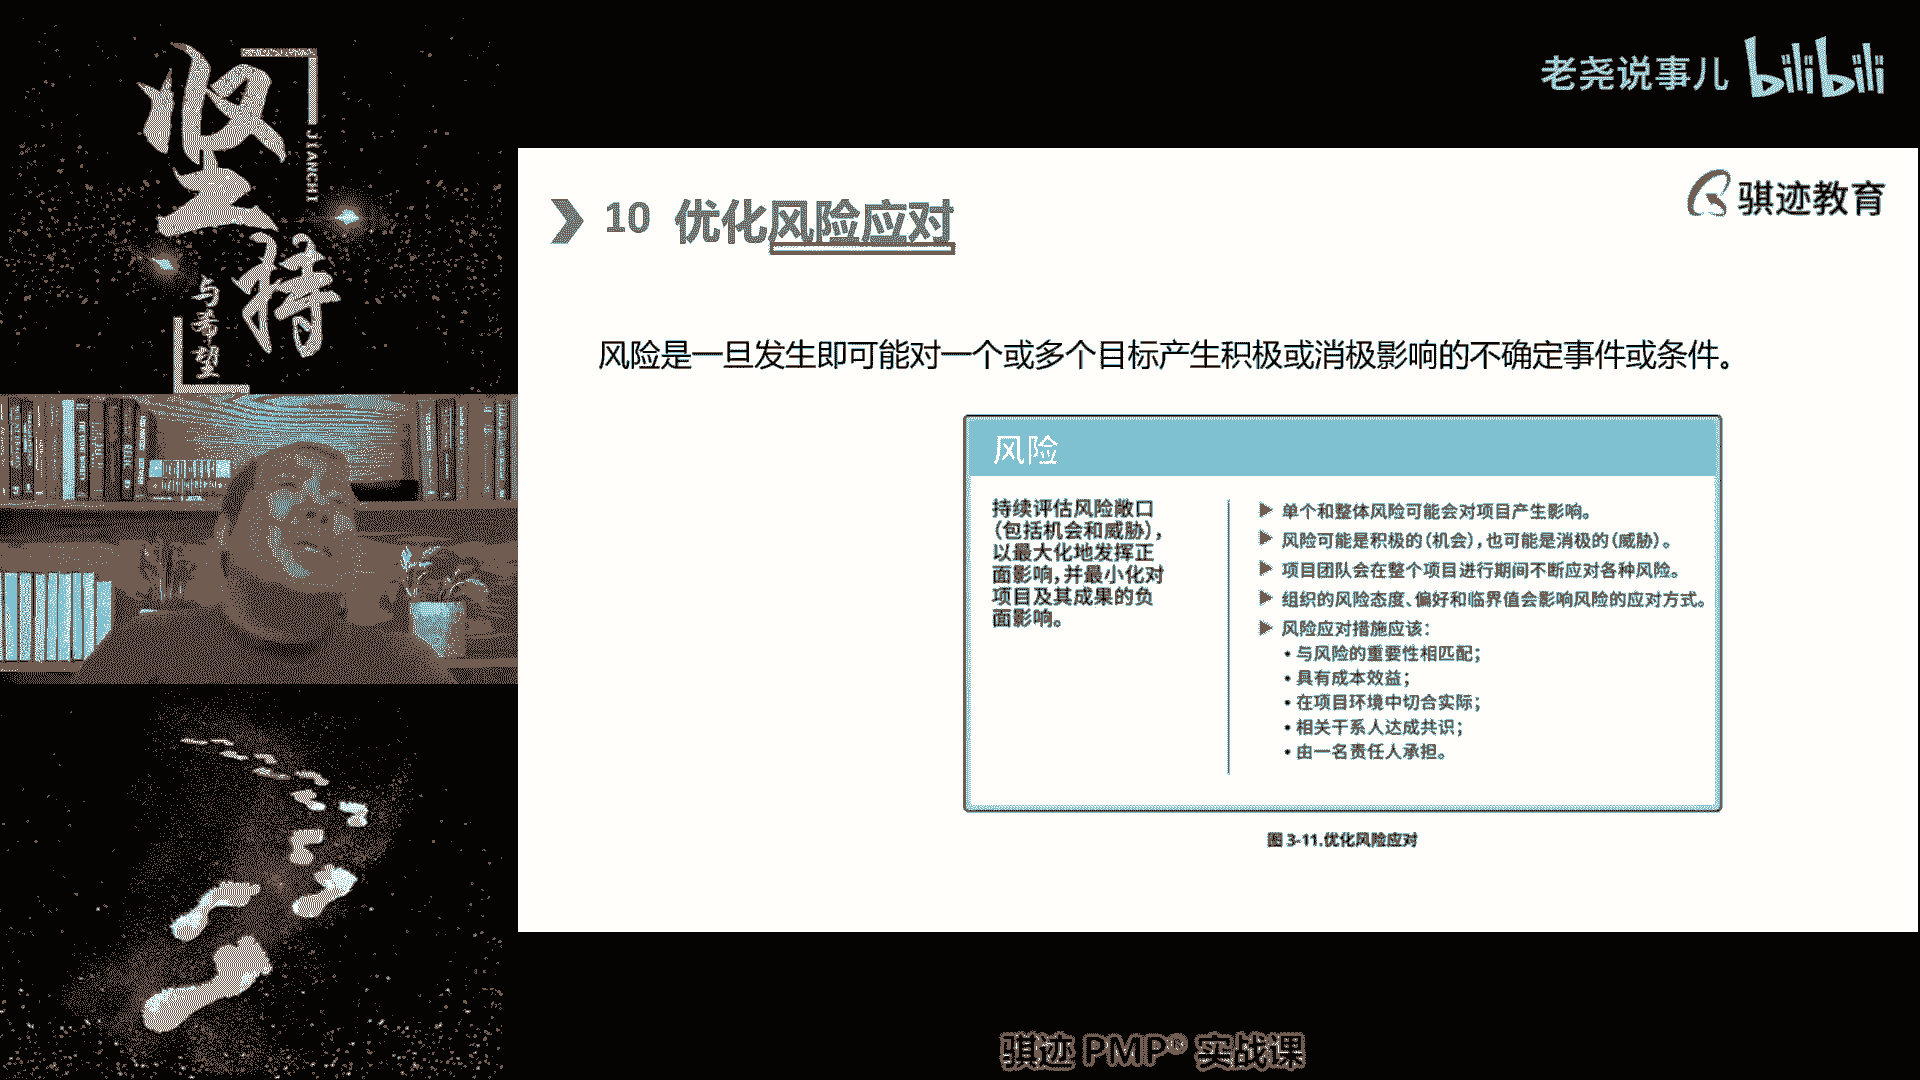 坚持
JIANCHI
与希望
老尧说事儿 bilibili
骐迹教育
10 优化风险应对
风险是一旦发生即可能对一个或多个目标产生积极或消极影响的不确定事件或条件。
风险
持续评估风险敞口
（包括机会和威胁），
以最大化地发挥正
面影响，并最小化对
项目及其成果的负
面影响。
单个和整体风险可能会对项目产生影响。
风险可能是积极的（机会），也可能是消极的（威胁）。
项目团队会在整个项目进行期间不断应对各种风险。
组织的风险态度、偏好和临界值会影响风险的应对方式。
风险应对措施应该：
• 与风险的重要性相匹配；
• 具有成本效益；
• 在项目环境中切合实际；
• 相关干系人达成共识；
• 由一名责任人承担。
图 3-11.优化风险应对
骐迹 PMP® 实战课